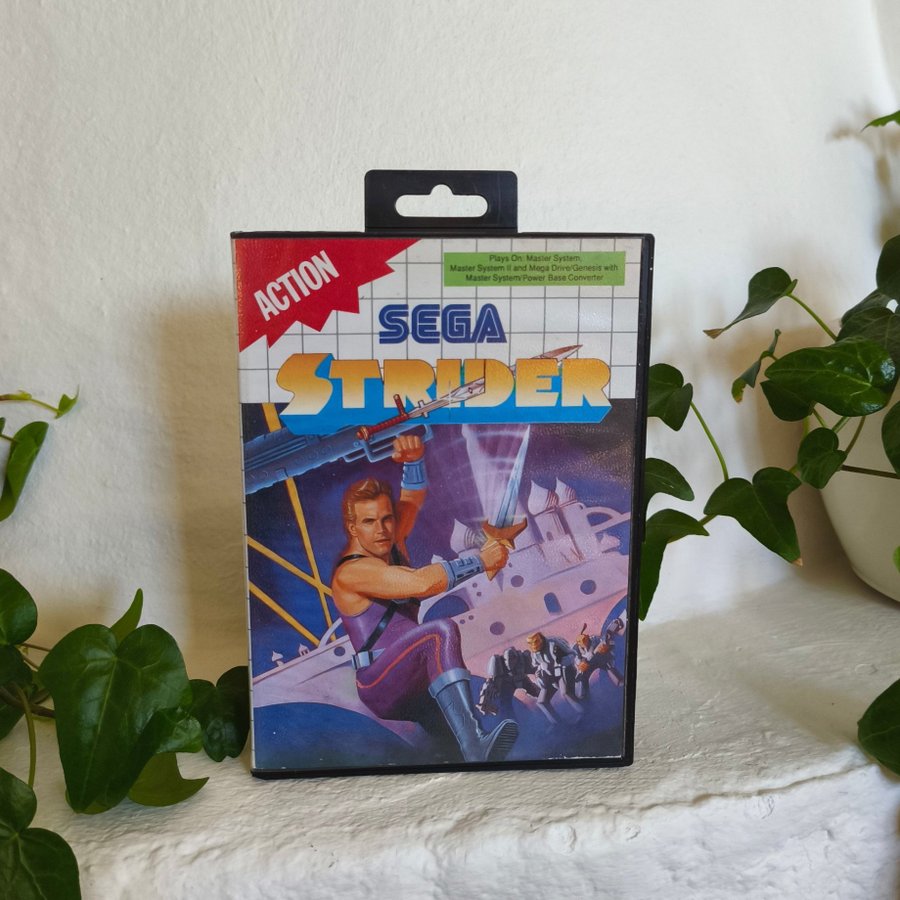 ACTION
Plays On: Master System,
Master System II and Mega Drive/Genesis with
Master System/Power Base Converter
SEGA
STRIDER